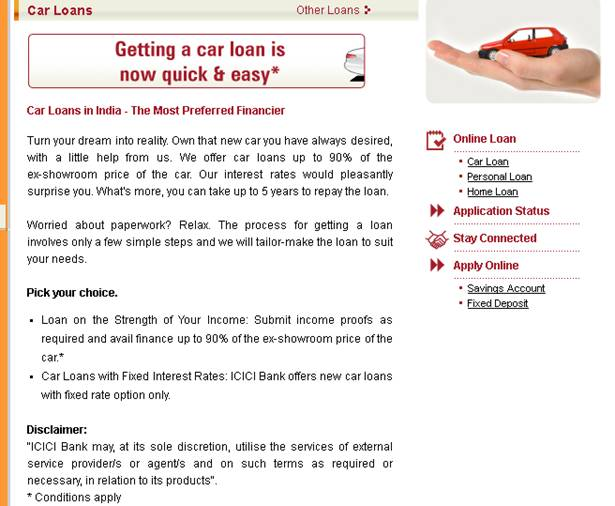 Car Loans
Other Loans
Getting a car loan is
now quick & easy*
Car Loans in India - The Most Preferred Financier
Turn your dream into reality. Own that new car you have always desired,
with a little help from us. We offer car loans up to 90% of the
ex-showroom price of the car. Our interest rates would pleasantly
surprise you. What's more, you can take up to 5 years to repay the loan.
Worried about paperwork? Relax. The process for getting a loan
involves only a few simple steps and we will tailor-make the loan to suit
your needs.
Pick your choice.
• Loan on the Strength of Your Income: Submit income proofs as
required and avail finance up to 90% of the ex-showroom price of the
car.*
• Car Loans with Fixed Interest Rates: ICICI Bank offers new car loans
with fixed rate option only.
Disclaimer:
"ICICI Bank may, at its sole discretion, utilise the services of external
service provider/s or agent/s and on such terms as required or
necessary, in relation to its products".
* Conditions apply
Online Loan
• Car Loan
• Personal Loan
• Home Loan
Application Status
Stay Connected
Apply Online
• Savings Account
• Fixed Deposit